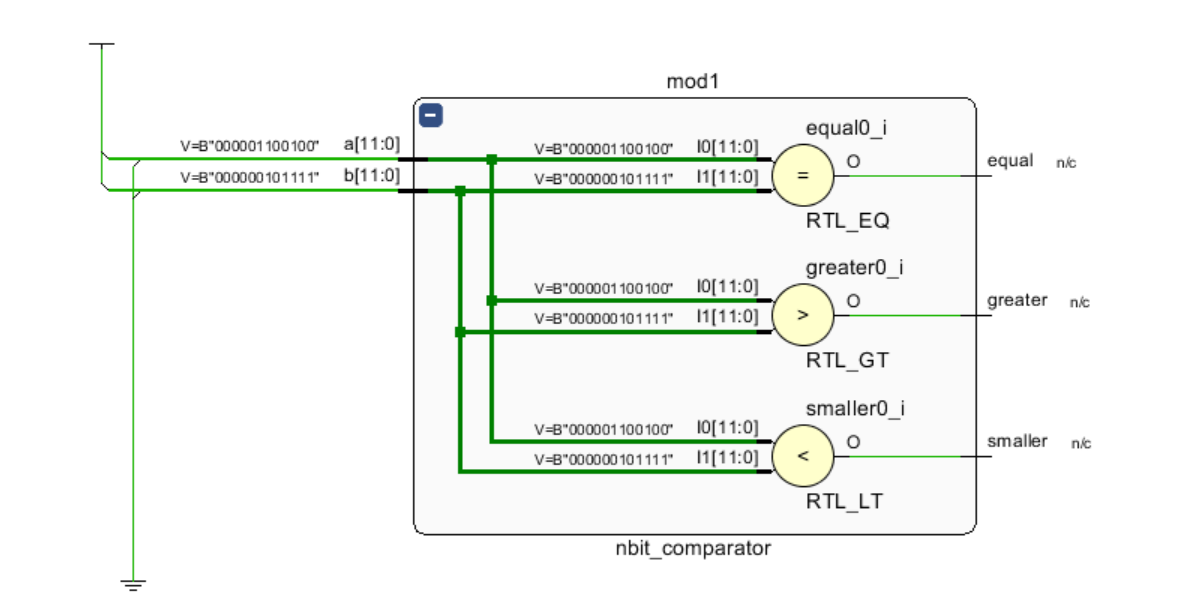 mod1
equal0_i
V=B"000001100100" a[11:0] V=B"000001100100" I0[11:0] O equal n/c
V=B"000000101111" b[11:0] V=B"000000101111" I1[11:0] =
RTL_EQ
greater0_i
V=B"000001100100" I0[11:0] O greater n/c
V=B"000000101111" I1[11:0] >
RTL_GT
smaller0_i
V=B"000001100100" I0[11:0] O smaller n/c
V=B"000000101111" I1[11:0] <
RTL_LT
nbit_comparator